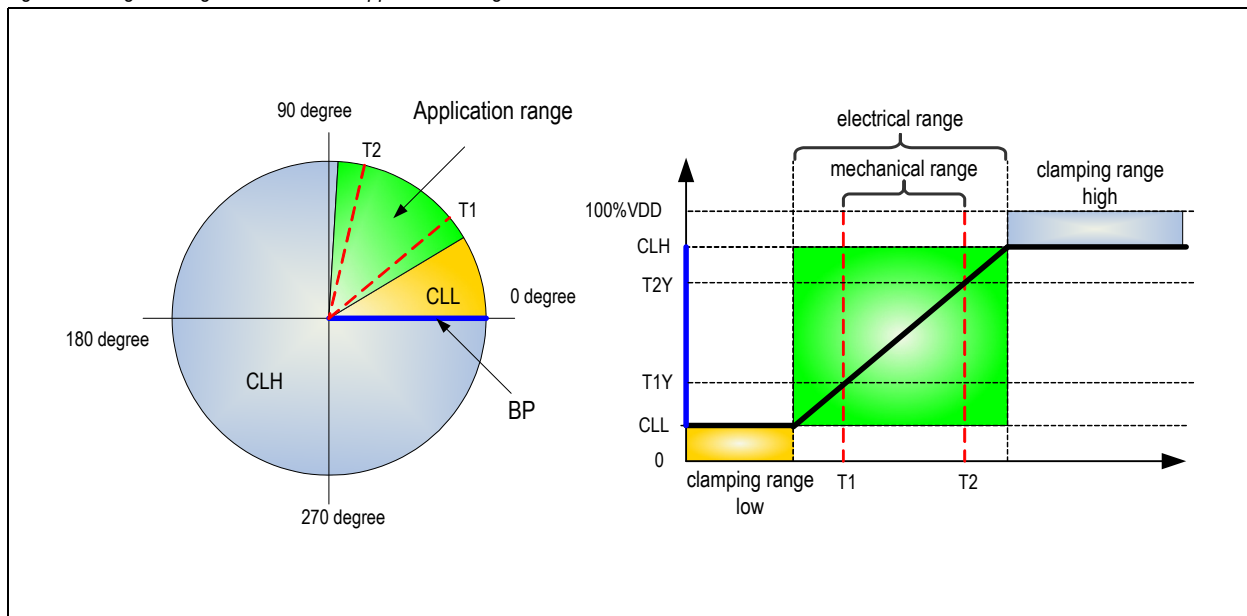 90 degree
Application range
T2
T1
CLL
0 degree
180 degree
CLH
BP
270 degree
electrical range
mechanical range
clamping range
high
100%VDD
CLH
T2Y
T1Y
CLL
0
clamping range
low
T1
T2